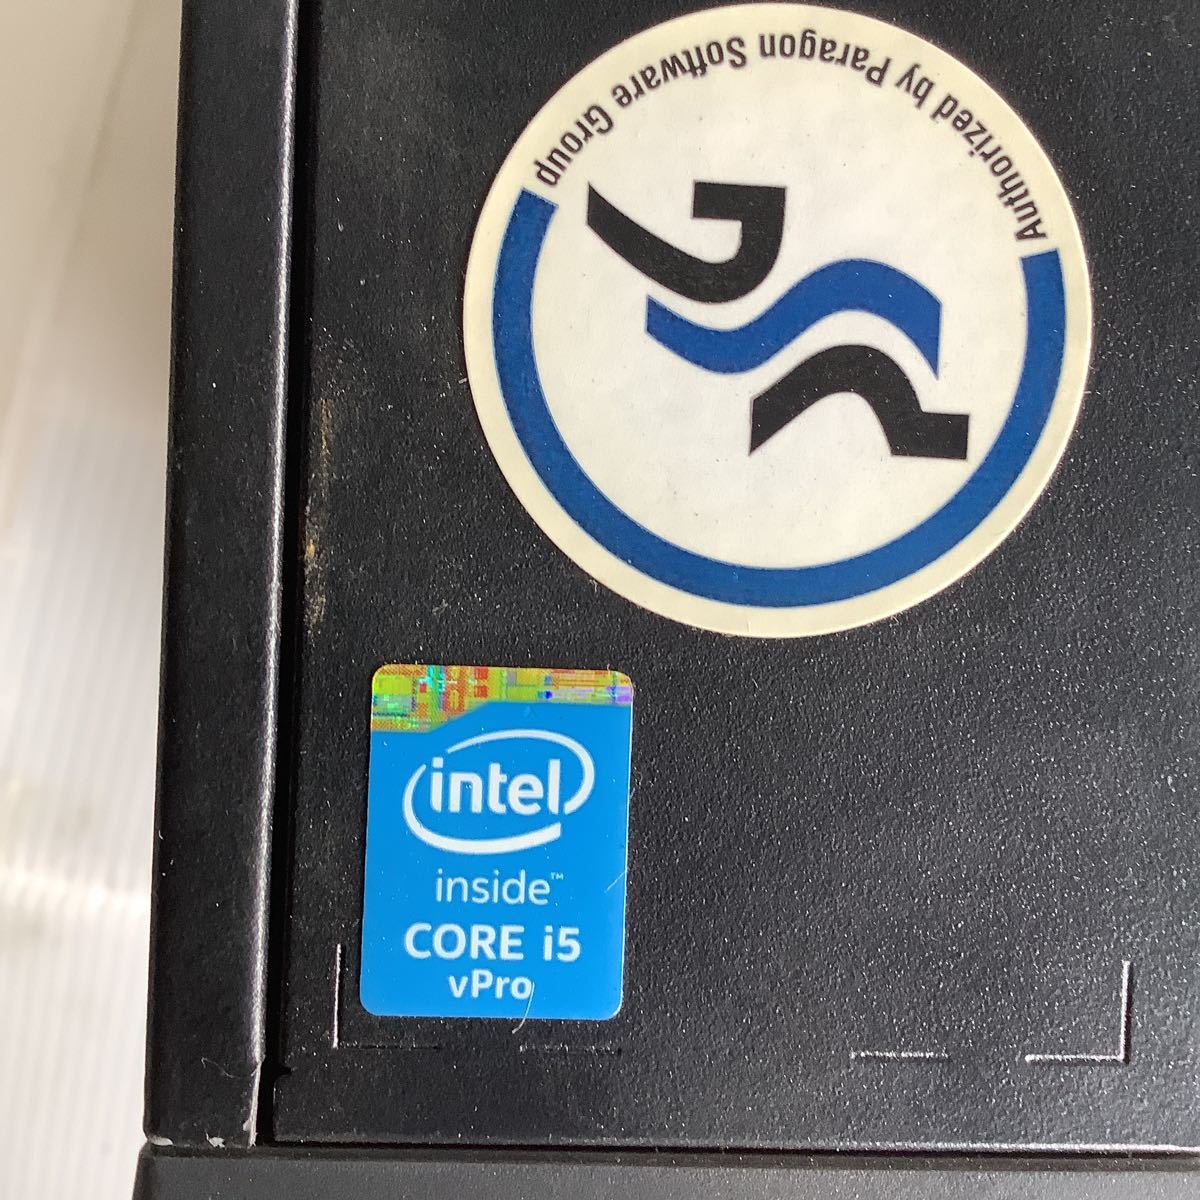 Authorized by Paragon Software Group
intel
inside™
CORE i5
vPro